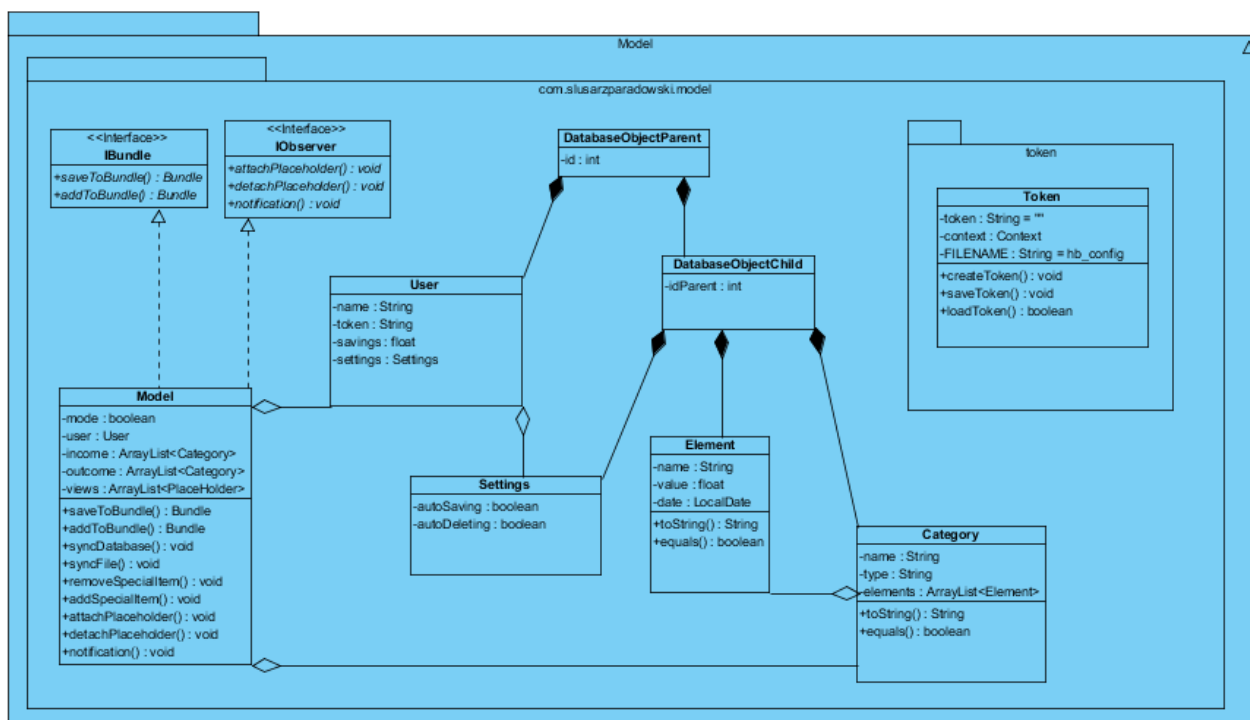 Model
com.slusarzparadowski.model
<<Interface>>
IBundle
+saveToBundle() : Bundle
+addToBundle() : Bundle
<<Interface>>
IObserver
+attachPlaceholder() : void
+detachPlaceholder() : void
+notification() : void
DatabaseObjectParent
-id : int
token
Token
-token : String = ""
-context : Context
-FILENAME : String = hb_config
+createToken() : void
+saveToken() : void
+loadToken() : boolean
DatabaseObjectChild
-idParent : int
User
-name : String
-token : String
-savings : float
-settings : Settings
Model
-mode : boolean
-user : User
-income : ArrayList<Category>
-outcome : ArrayList<Category>
-views : ArrayList<PlaceHolder>
+saveToBundle() : Bundle
+addToBundle() : Bundle
+syncDatabase() : void
+syncFile() : void
+removeSpecialItem() : void
+addSpecialItem() : void
+attachPlaceholder() : void
+detachPlaceholder() : void
+notification() : void
Settings
-autoSaving : boolean
-autoDeleting : boolean
Element
-name : String
-value : float
-date : LocalDate
+toString() : String
+equals() : boolean
Category
-name : String
-type : String
-elements : ArrayList<Element>
+toString() : String
+equals() : boolean